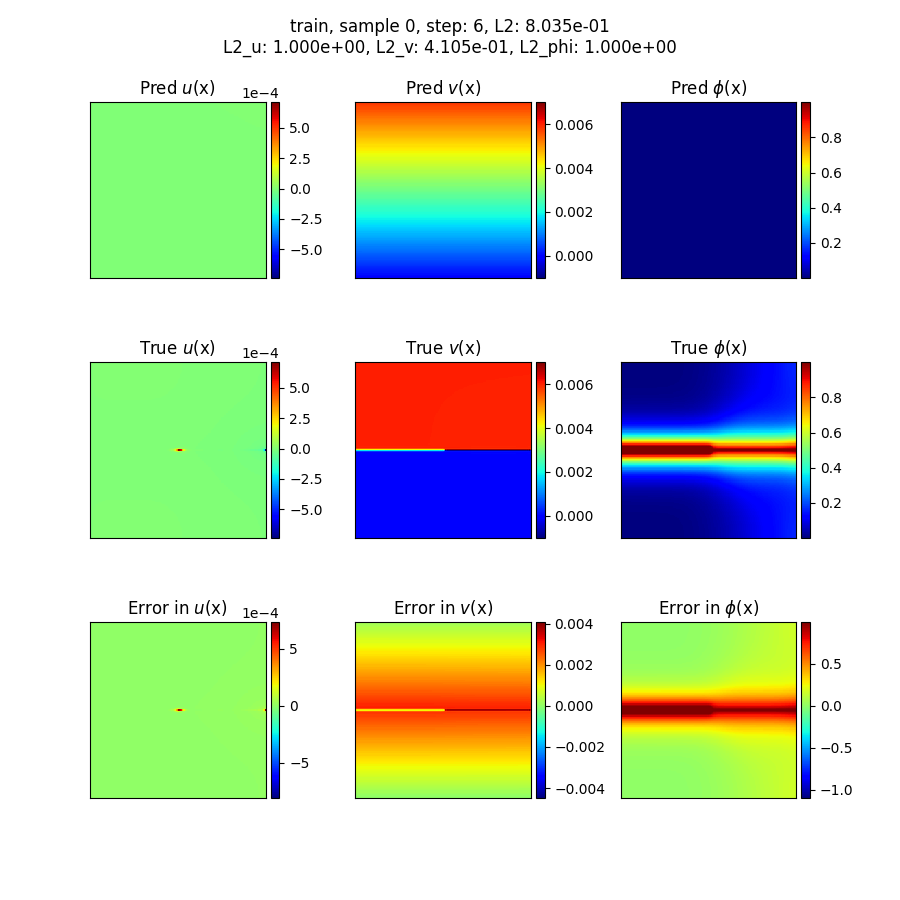 train, sample 0, step: 6, L2: 8.035e-01
L2_u: 1.000e+00, L2_v: 4.105e-01, L2_phi: 1.000e+00
Pred u(x)
1e−4
5.0
2.5
0.0
−2.5
−5.0
Pred v(x)
0.006
0.004
0.002
0.000
Pred ϕ(x)
0.8
0.6
0.4
0.2
True u(x)
1e−4
5.0
2.5
0.0
−2.5
−5.0
True v(x)
0.006
0.004
0.002
0.000
True ϕ(x)
0.8
0.6
0.4
0.2
Error in u(x)
1e−4
5
0
−5
Error in v(x)
0.004
0.002
0.000
−0.002
−0.004
Error in ϕ(x)
0.5
0.0
−0.5
−1.0